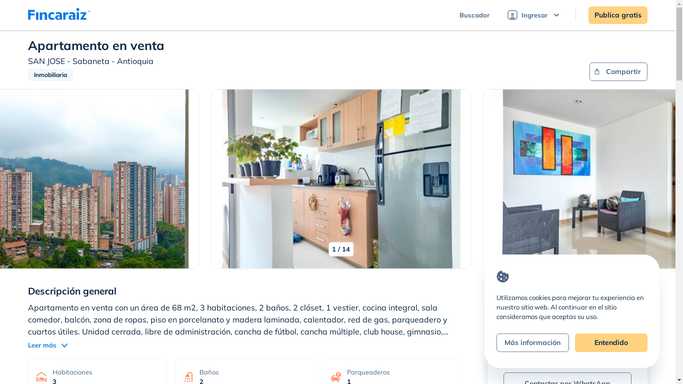 Fincaraiz
Buscador
Ingresar
Publica gratis
Apartamento en venta
SAN JOSE - Sabaneta - Antioquia
Inmobiliaria
Compartir
1 / 14
Descripción general
Apartamento en venta con un área de 68 m2, 3 habitaciones, 2 baños, 2 clóset, 1 vestier, cocina integral, sala
comedor, balcón, zona de ropas, piso en porcelanato y madera laminada, calentador, red de gas, parqueadero y
cuartos útiles. Unidad cerrada, libre de administración, cancha de fútbol, cancha múltiple, club house, gimnasio,...
Leer más
Habitaciones
3
Baños
2
Parqueaderos
1
Utilizamos cookies para mejorar tu experiencia en
nuestro sitio web. Al continuar en el sitio
consideramos que aceptas su uso.
Más información
Entendido
Contactar por WhatsApp